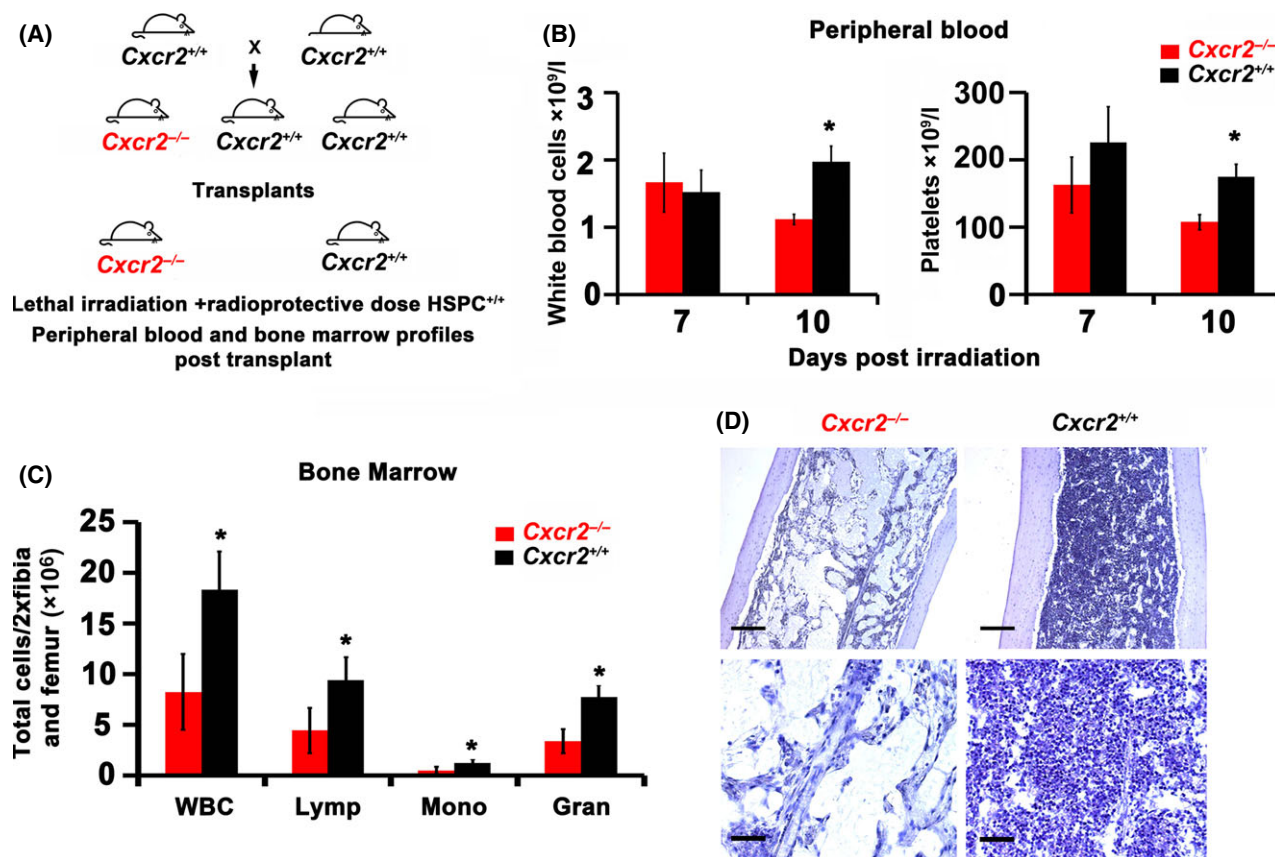 (A)
Cxcr2+/+ Cxcr2+/+
X
Cxcr2–/– Cxcr2+/+ Cxcr2+/+
Transplants
Cxcr2–/– Cxcr2+/+
Lethal irradiation +radioprotective dose HSPC+/+
Peripheral blood and bone marrow profiles
post transplant
(B)
Peripheral blood
Cxcr2–/–
Cxcr2+/+
White blood cells ×10⁹/l
3
2
1
0
*
7 10
Platelets ×10⁹/l
300
200
100
0
*
7 10
Days post irradiation
(C)
Bone Marrow
Cxcr2–/–
Cxcr2+/+
Total cells/2xfibia
and femur (×10⁶)
25
20
15
10
5
0
* * * *
WBC Lymp Mono Gran
(D)
Cxcr2–/– Cxcr2+/+